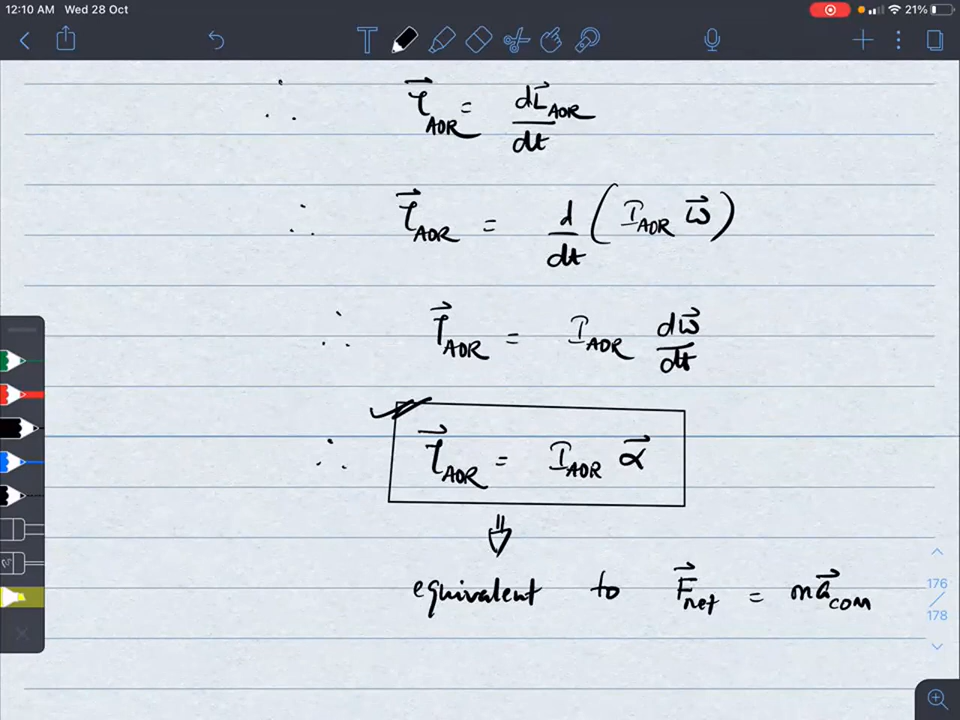 12:10 AM Wed 28 Oct 21%
∴ τ⃗_AOR = dL⃗_AOR/dt
∴ τ⃗_AOR = d/dt (I_AOR ω⃗)
∴ τ⃗_AOR = I_AOR dω⃗/dt
∴ τ⃗_AOR = I_AOR α⃗
⇓
equivalent to F⃗_net = m a⃗_com
176
/
178